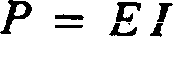 P = EI